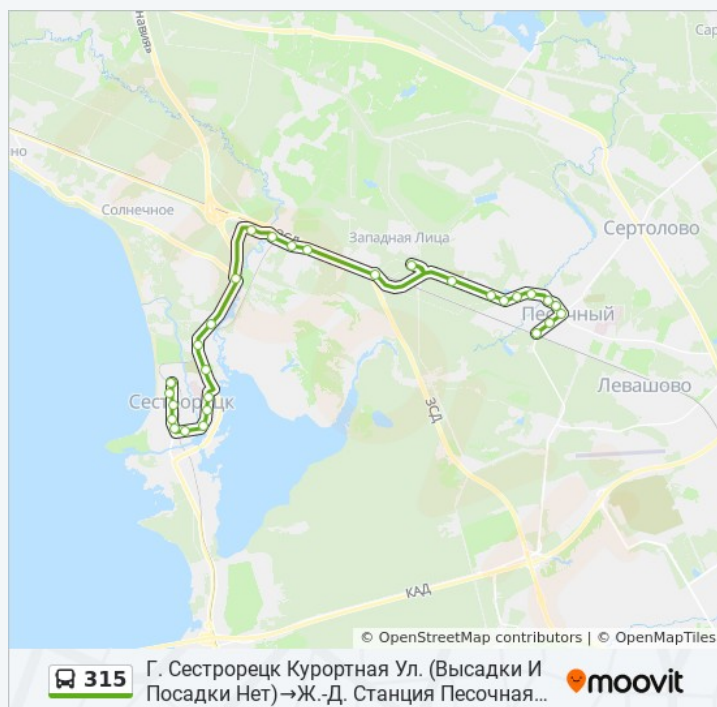 навия»
Сар
но
Солнечное
ЗСД
Западная Лица
Сертолово
Песочный
Сестрорецк
Левашово
ЗСД
КАД
© OpenStreetMap contributors | © OpenMapTiles
315
Г. Сестрорецк Курортная Ул. (Высадки И
Посадки Нет)→Ж.-Д. Станция Песочная...
moovit